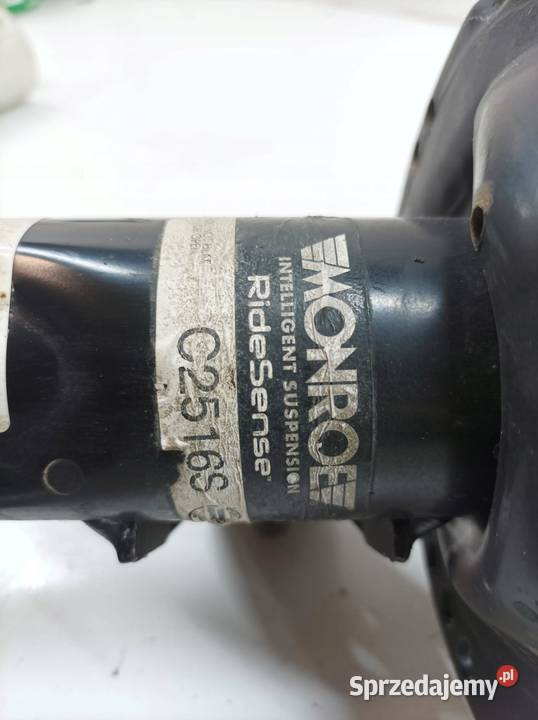 MONROE
INTELLIGENT SUSPENSION
RideSense
C2516S
Sprzedajemy.pl